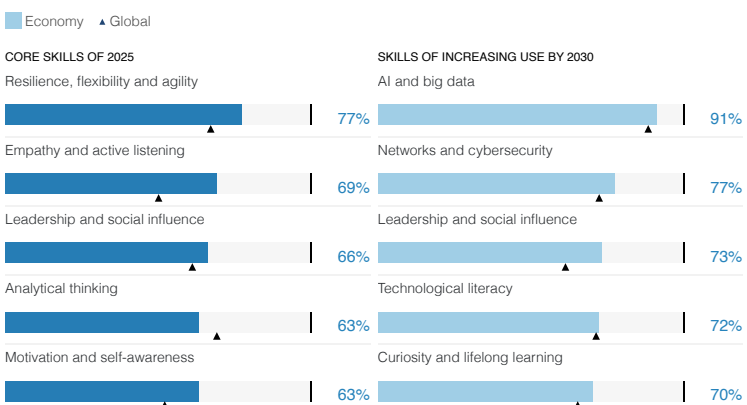 Economy Global
CORE SKILLS OF 2025
Resilience, flexibility and agility
77%
Empathy and active listening
69%
Leadership and social influence
66%
Analytical thinking
63%
Motivation and self-awareness
63%
SKILLS OF INCREASING USE BY 2030
AI and big data
91%
Networks and cybersecurity
77%
Leadership and social influence
73%
Technological literacy
72%
Curiosity and lifelong learning
70%